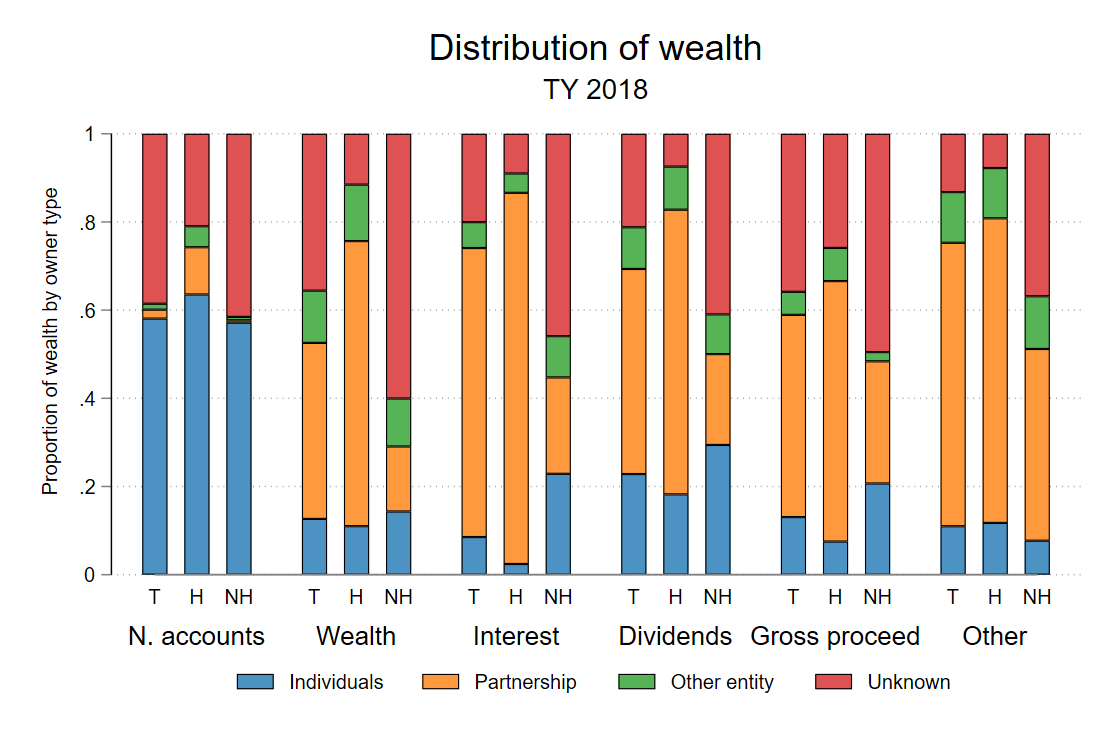 Distribution of wealth
TY 2018
Proportion of wealth by owner type
1
.8
.6
.4
.2
0
T H NH T H NH T H NH T H NH T H NH T H NH
N. accounts Wealth Interest Dividends Gross proceed Other
Individuals Partnership Other entity Unknown